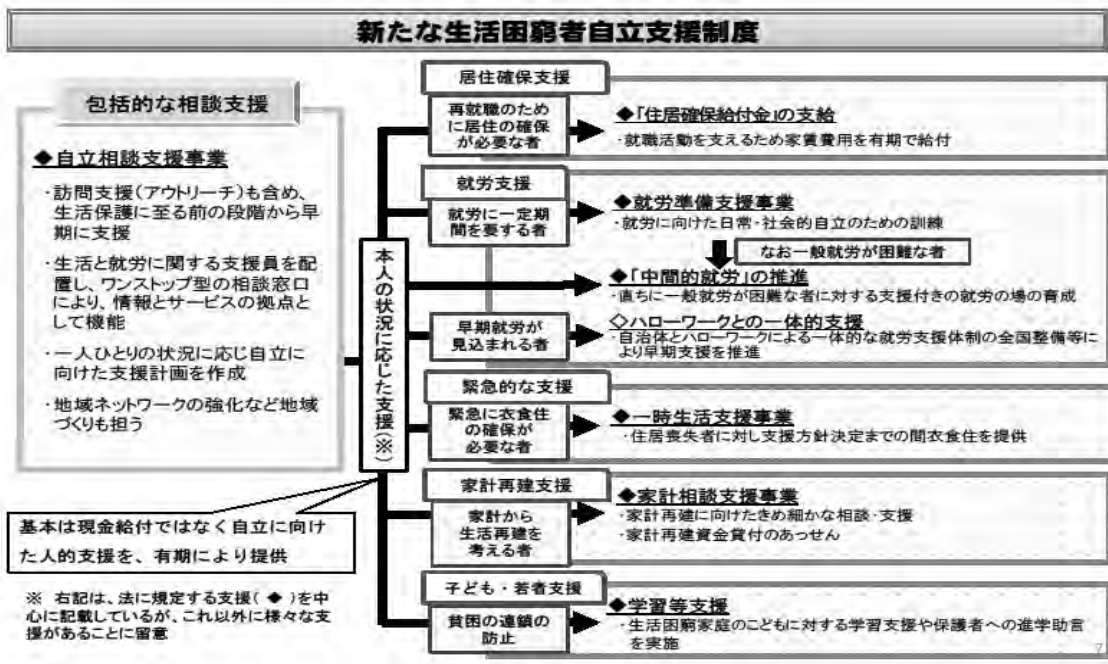 新たな生活困窮者自立支援制度
包括的な相談支援
◆自立相談支援事業
・訪問支援(アウトリーチ)も含め、
生活保護に至る前の段階から早
期に支援
・生活と就労に関する支援員を配
置し、ワンストップ型の相談窓口
により、情報とサービスの拠点と
して機能
・一人ひとりの状況に応じ自立に
向けた支援計画を作成
・地域ネットワークの強化など地域
づくりも担う
基本は現金給付ではなく自立に向け
た人的支援を、有期により提供
※ 右記は、法に規定する支援(◆)を中
心に記載しているが、これ以外に様々な支
援があることに留意
本人の状況に応じた支援(※)
居住確保支援
再就職のため
に居住の確保
が必要な者
◆「住居確保給付金」の支給
・就職活動を支えるため家賃費用を有期で給付
就労支援
就労に一定期
間を要する者
◆就労準備支援事業
・就労に向けた日常・社会的自立のための訓練
なお一般就労が困難な者
◆「中間的就労」の推進
・直ちに一般就労が困難な者に対する支援付きの就労の場の育成
早期就労が
見込まれる者
◇ハローワークとの一体的支援
・自治体とハローワークによる一体的な就労支援体制の全国整備等に
より早期支援を推進
緊急的な支援
緊急に衣食住
の確保が
必要な者
◆一時生活支援事業
・住居喪失者に対し支援方針決定までの間衣食住を提供
家計再建支援
家計から
生活再建を
考える者
◆家計相談支援事業
・家計再建に向けたきめ細かな相談・支援
・家計再建資金貸付のあっせん
子ども・若者支援
貧困の連鎖の
防止
◆学習等支援
・生活困窮家庭のこどもに対する学習支援や保護者への進学助言
を実施
7